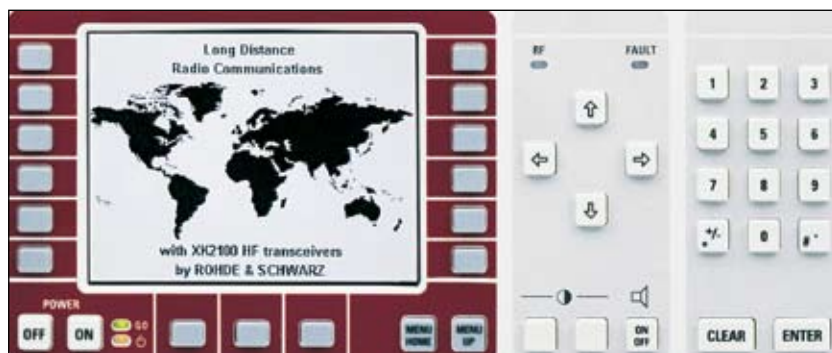 Long Distance
Radio Communications
with XK2100 HF transceivers
by ROHDE & SCHWARZ
POWER
OFF
ON
GO
MENU
HOME
MENU
UP
RF
FAULT
ON
OFF
1 2 3
4 5 6
7 8 9
+/- 0 #
CLEAR ENTER